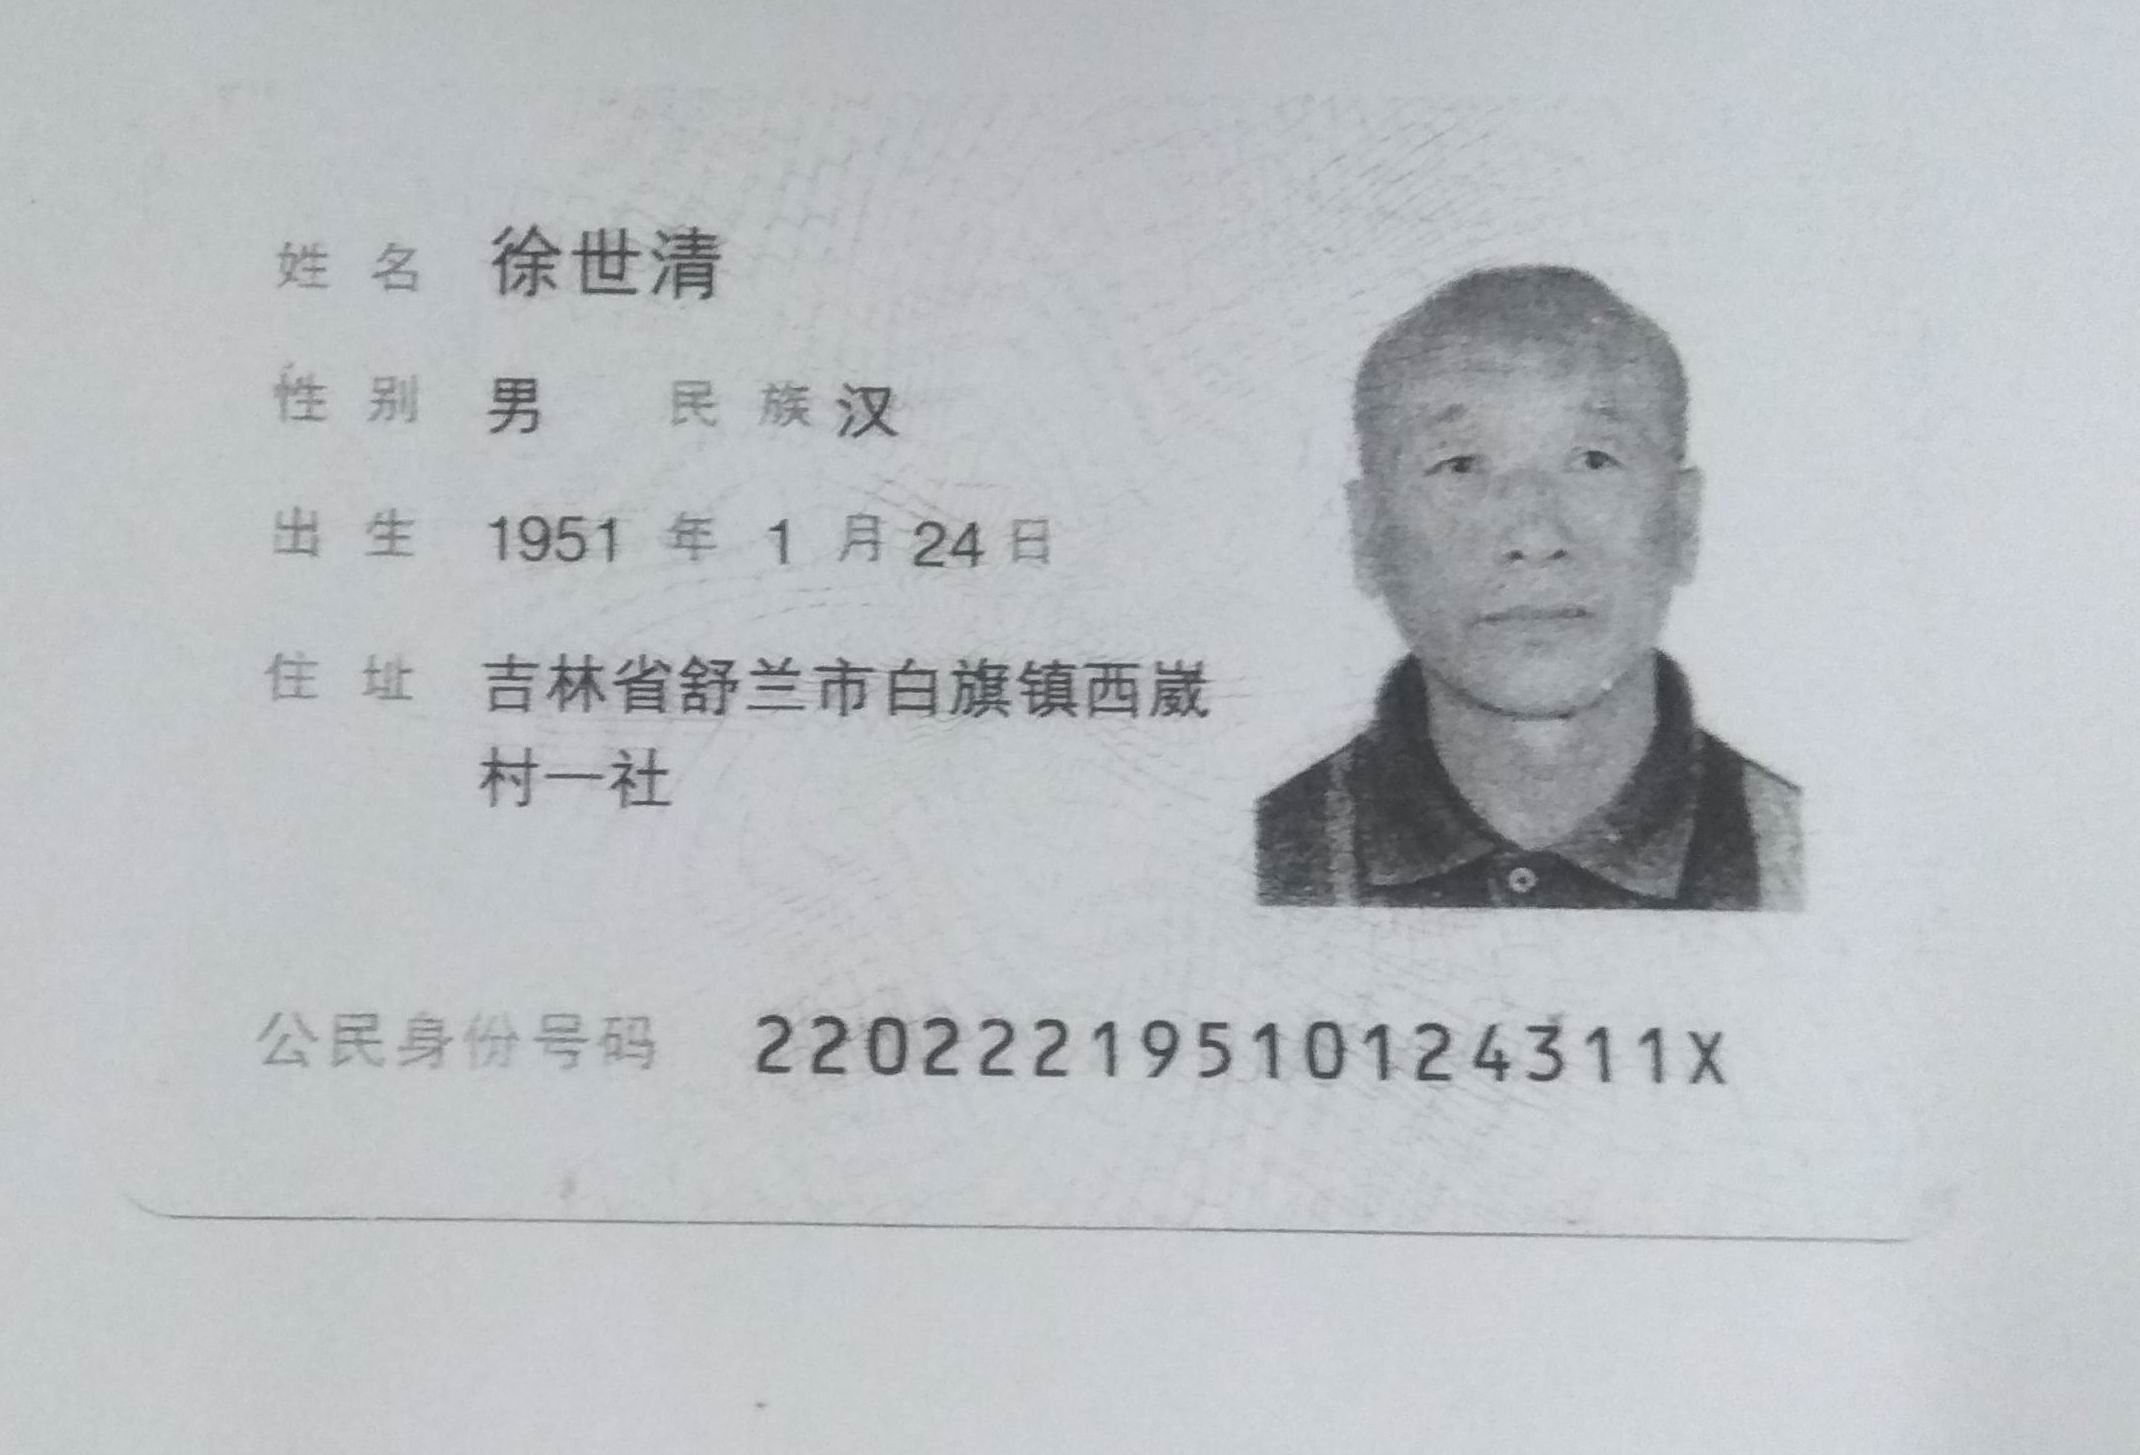 姓名 徐世清
性别 男 民族 汉
出生 1951 年 1 月 24 日
住址 吉林省舒兰市白旗镇西崴
村一社
公民身份号码 22022219510124311X